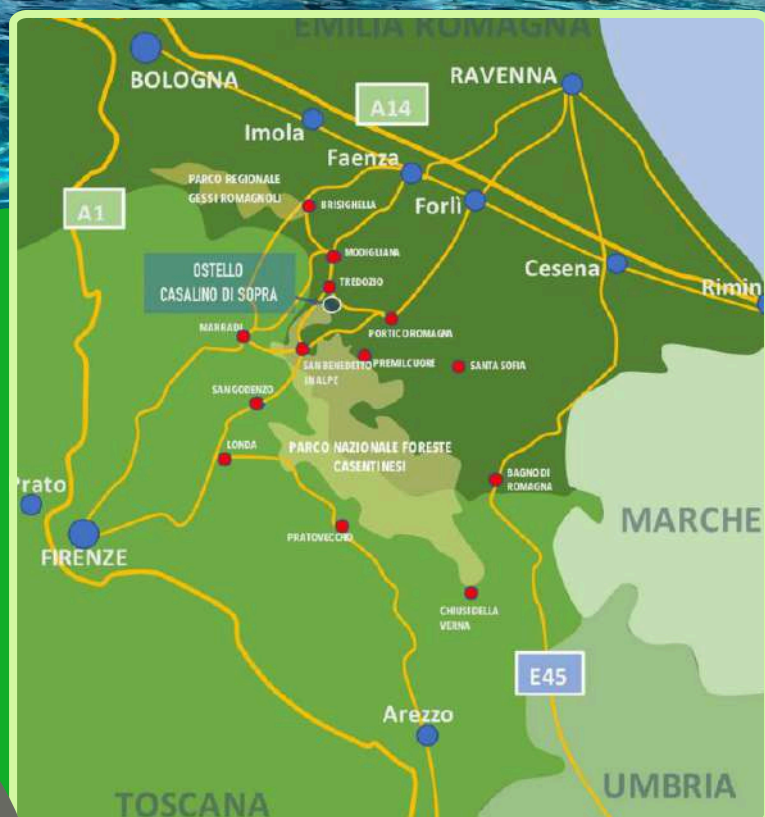 EMILIA ROMAGNA
BOLOGNA
RAVENNA
A14
Imola
Faenza
PARCO REGIONALE
GESSI ROMAGNOLI
BRISIGHELLA
A1
Forlì
MODIGLIANA
OSTELLO
CASALINO DI SOPRA
TREDOZIO
Cesena
Rimin
MARRADI
PORTICO ROMAGNA
SAN BENEDETTO
IN ALPE
PREMILCUORE
SANTA SOFIA
SAN GODENZO
LONDA
PARCO NAZIONALE FORESTE
CASENTINESI
BAGNO DI
ROMAGNA
Prato
FIRENZE
MARCHE
PRATOVECCHIO
CHIUSI DELLA
VERNA
E45
Arezzo
UMBRIA
TOSCANA